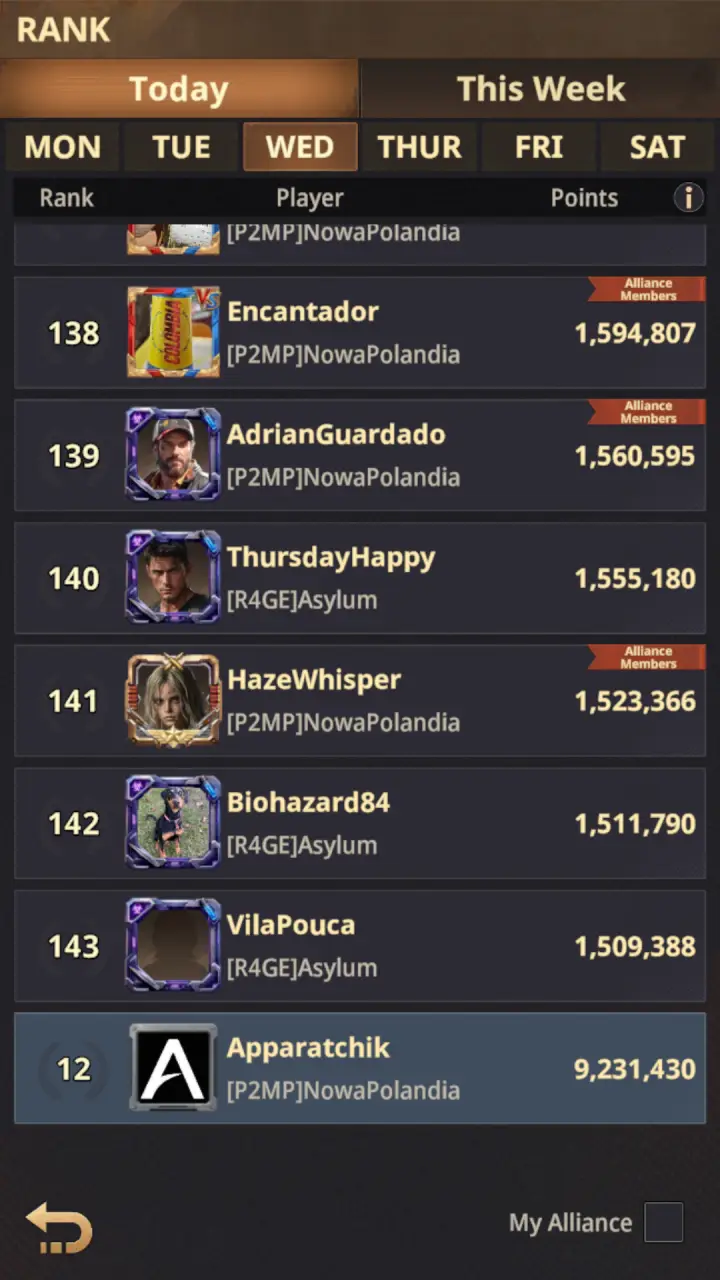 RANK
Today
This Week
MON
TUE
WED
THUR
FRI
SAT
Rank
Player
Points
i
[P2MP]NowaPolandia
Alliance
Members
138
VS
COLOMBIA
Encantador
[P2MP]NowaPolandia
1,594,807
Alliance
Members
139
AdrianGuardado
[P2MP]NowaPolandia
1,560,595
140
ThursdayHappy
[R4GE]Asylum
1,555,180
Alliance
Members
141
HazeWhisper
[P2MP]NowaPolandia
1,523,366
142
Biohazard84
[R4GE]Asylum
1,511,790
143
VilaPouca
[R4GE]Asylum
1,509,388
12
A
Apparatchik
[P2MP]NowaPolandia
9,231,430
My Alliance